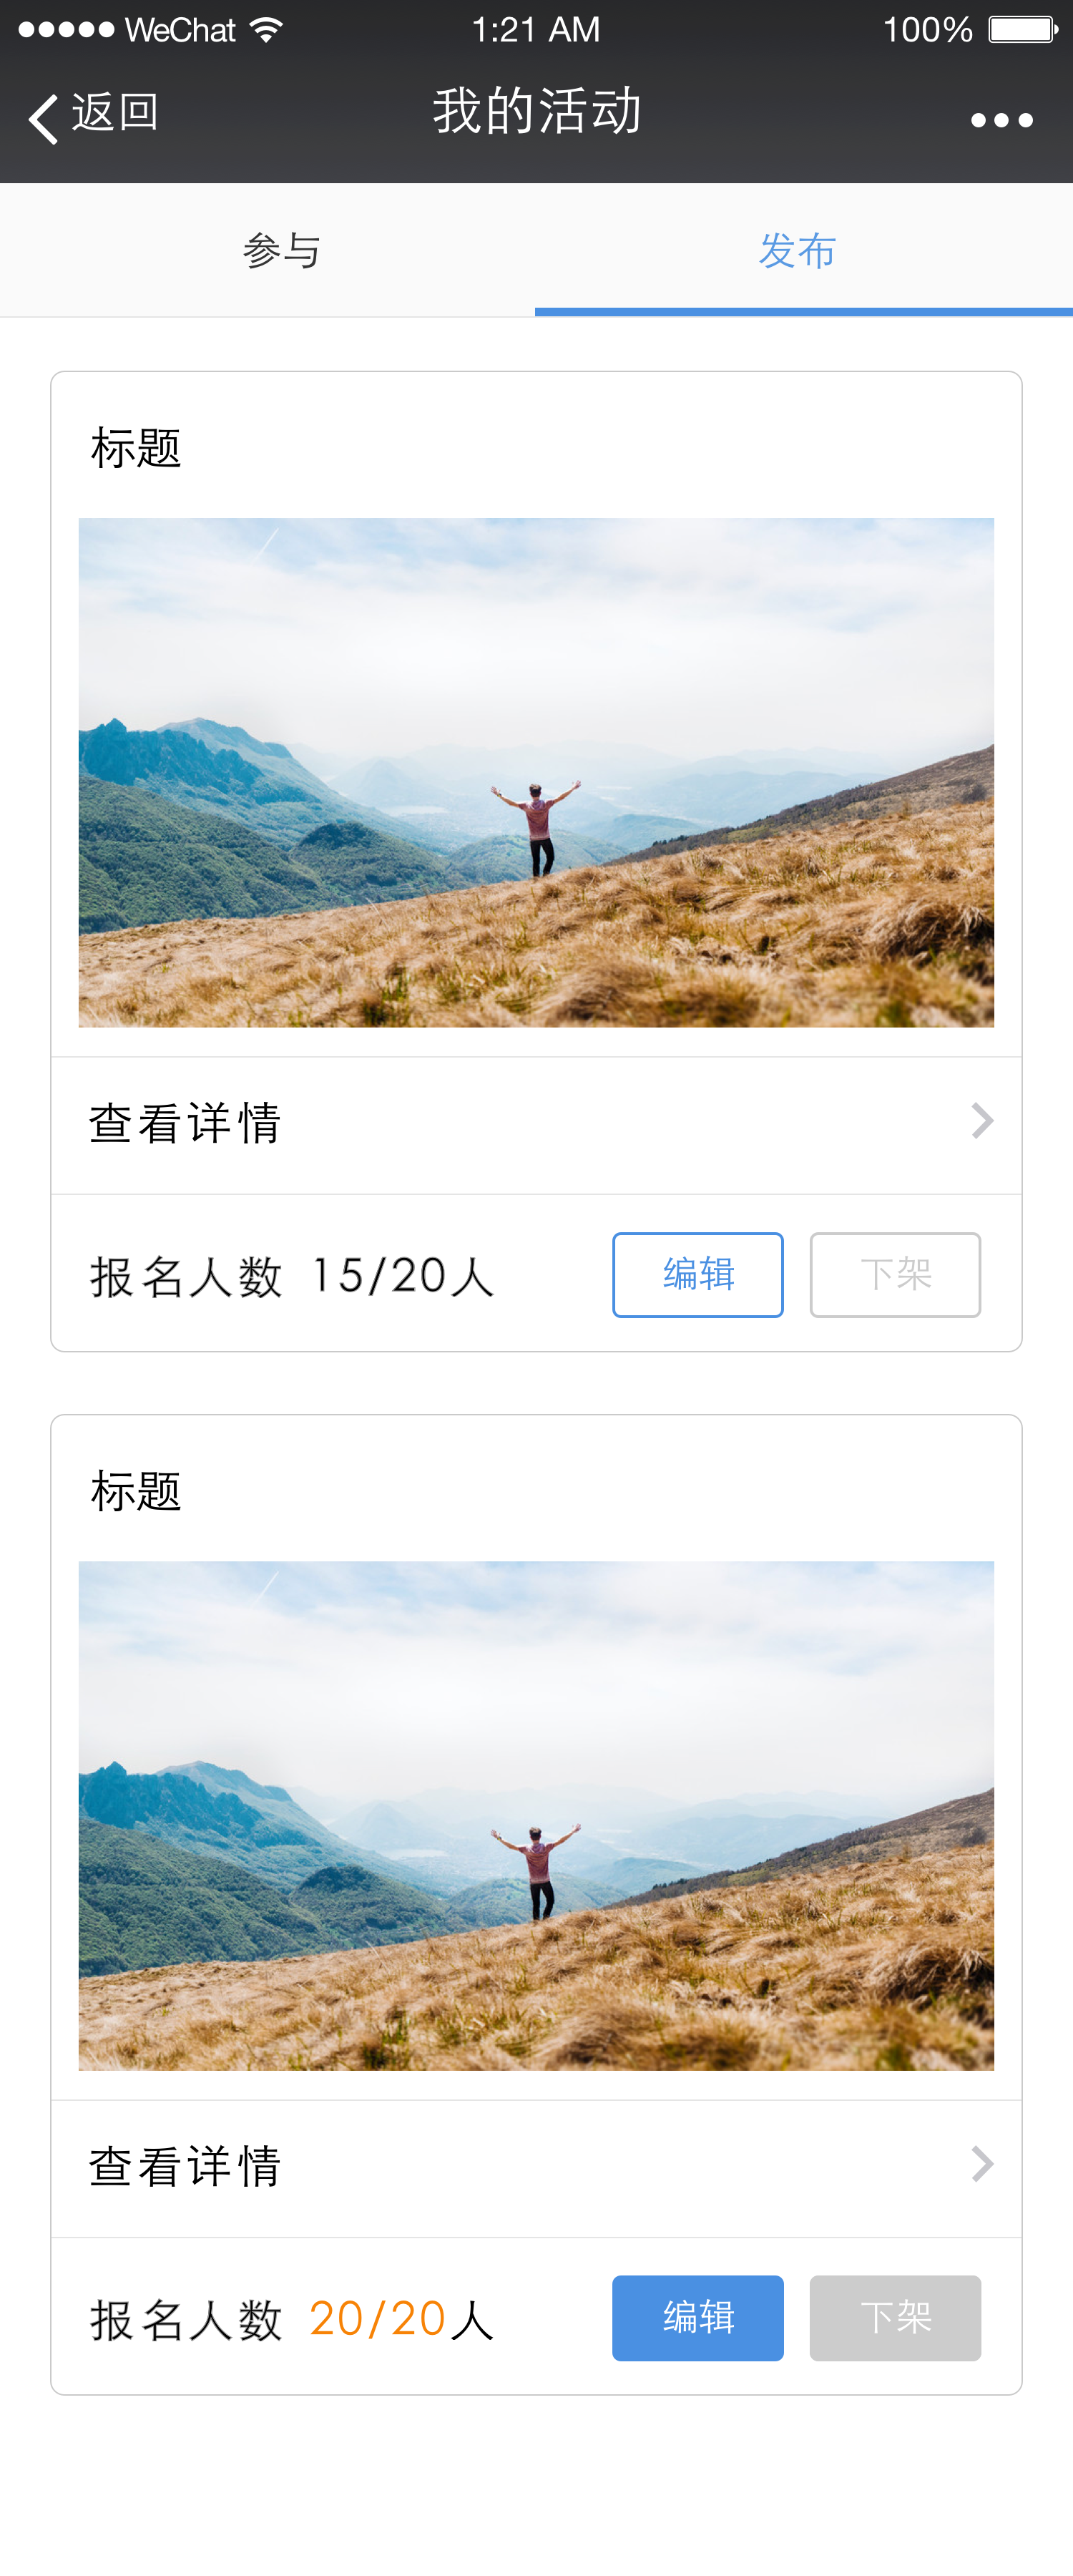 WeChat 1:21 AM 100%
返回 我的活动
参与 发布
标题
查看详情
报名人数 15/20人 编辑 下架
标题
查看详情
报名人数 20/20人 编辑 下架